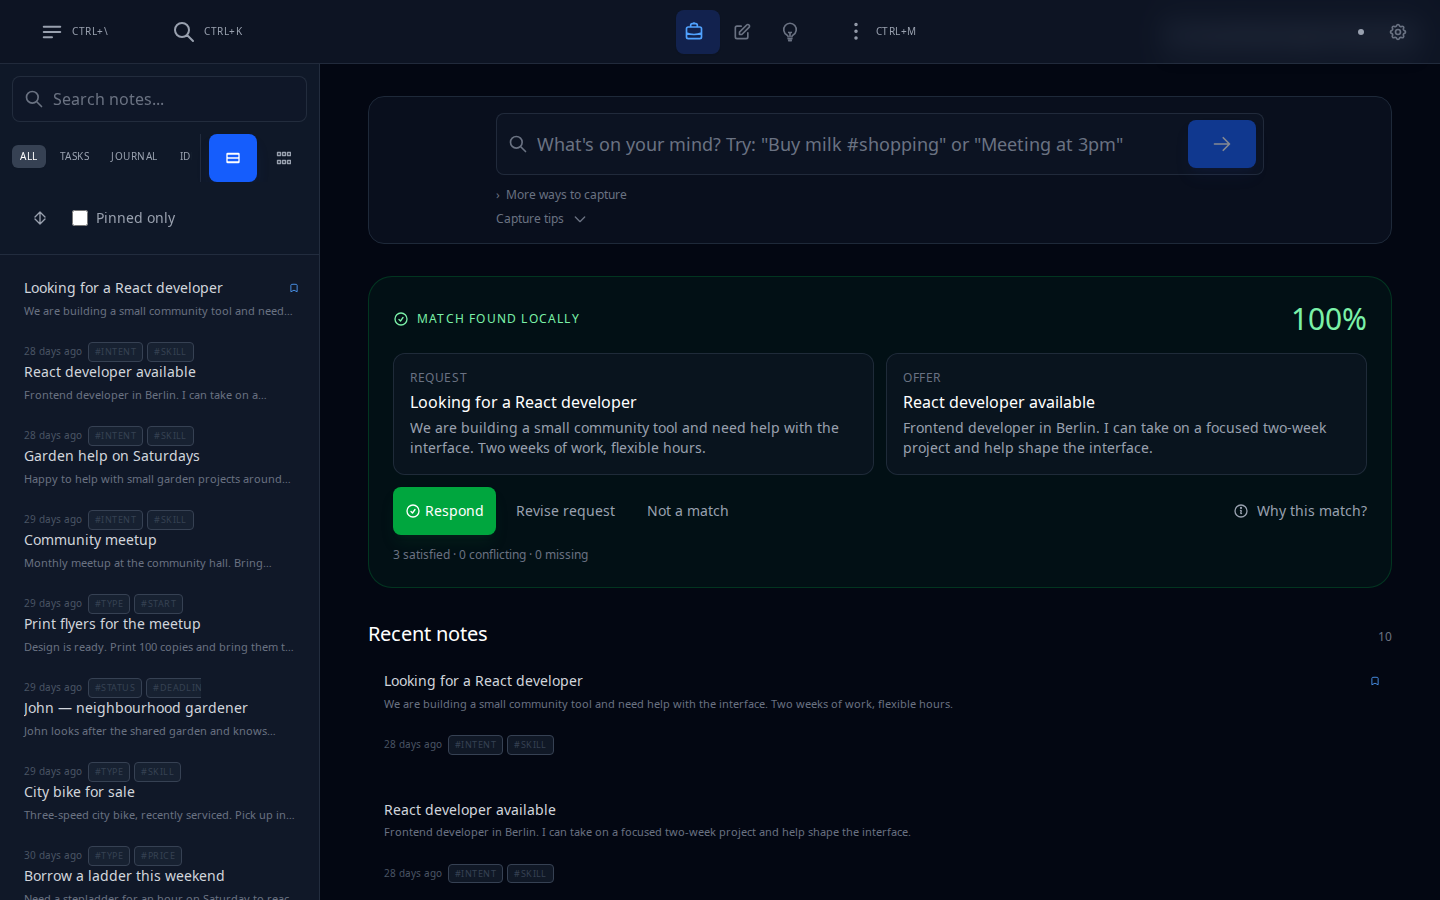 CTRL+\
CTRL+K
CTRL+M
Search notes...
ALL TASKS JOURNAL ID
Pinned only
Looking for a React developer
We are building a small community tool and need...
28 days ago #INTENT #SKILL
React developer available
Frontend developer in Berlin. I can take on a...
28 days ago #INTENT #SKILL
Garden help on Saturdays
Happy to help with small garden projects around...
29 days ago #INTENT #SKILL
Community meetup
Monthly meetup at the community hall. Bring...
29 days ago #TYPE #START
Print flyers for the meetup
Design is ready. Print 100 copies and bring them t...
29 days ago #STATUS #DEADLIN
John — neighbourhood gardener
John looks after the shared garden and knows...
29 days ago #TYPE #SKILL
City bike for sale
Three-speed city bike, recently serviced. Pick up in...
30 days ago #TYPE #PRICE
Borrow a ladder this weekend
Need a stepladder for an hour on Saturday to reac...
What's on your mind? Try: "Buy milk #shopping" or "Meeting at 3pm"
› More ways to capture
Capture tips
MATCH FOUND LOCALLY
100%
REQUEST
Looking for a React developer
We are building a small community tool and need help with the
interface. Two weeks of work, flexible hours.
OFFER
React developer available
Frontend developer in Berlin. I can take on a focused two-week
project and help shape the interface.
Respond Revise request Not a match Why this match?
3 satisfied · 0 conflicting · 0 missing
Recent notes 10
Looking for a React developer
We are building a small community tool and need help with the interface. Two weeks of work, flexible hours.
28 days ago #INTENT #SKILL
React developer available
Frontend developer in Berlin. I can take on a focused two-week project and help shape the interface.
28 days ago #INTENT #SKILL